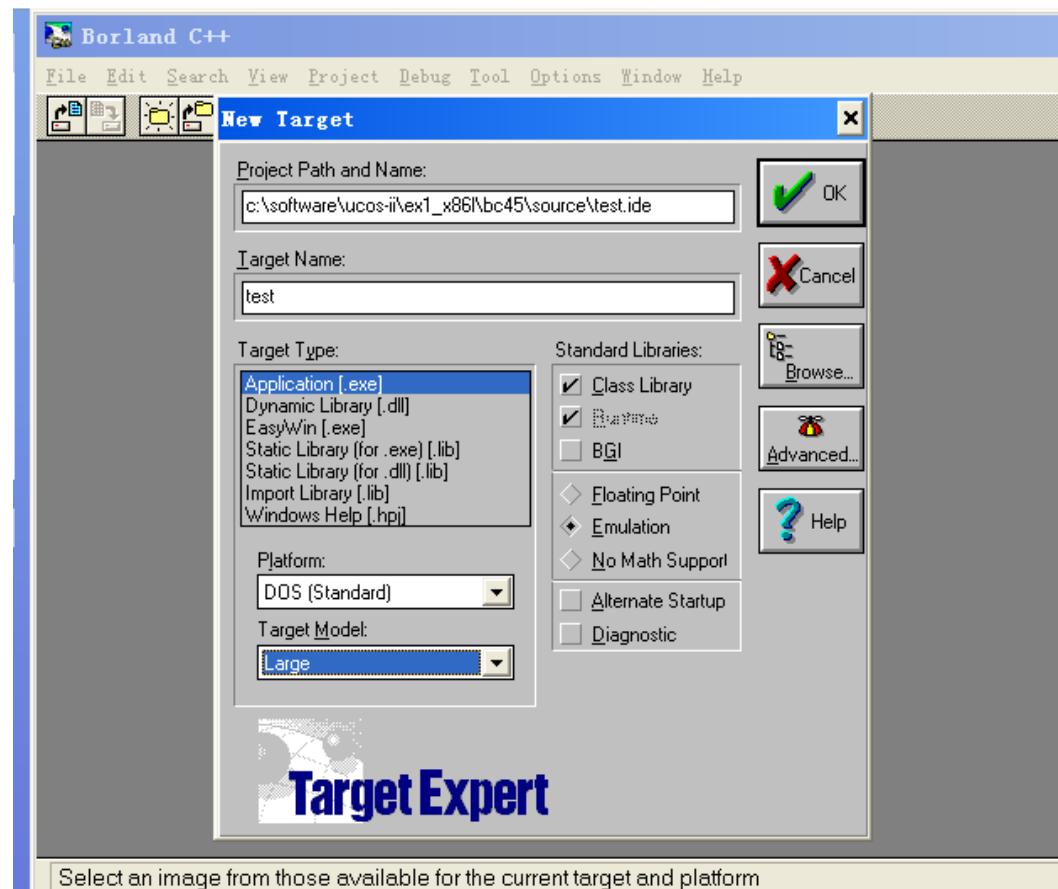 Borland C++
File Edit Search View Project Debug Tool Options Window Help
New Target
Project Path and Name:
c:\software\ucos-ii\ex1_x86l\bc45\source\test.ide
OK
Target Name:
test
Cancel
Target Type:
Application [.exe]
Dynamic Library [.dll]
EasyWin [.exe]
Static Library (for .exe) [.lib]
Static Library (for .dll) [.lib]
Import Library [.lib]
Windows Help [.hpj]
Standard Libraries:
Class Library
Runtime
BGI
Floating Point
Emulation
No Math Support
Alternate Startup
Diagnostic
Browse...
Advanced...
Help
Platform:
DOS (Standard)
Target Model:
Large
Target Expert
Select an image from those available for the current target and platform